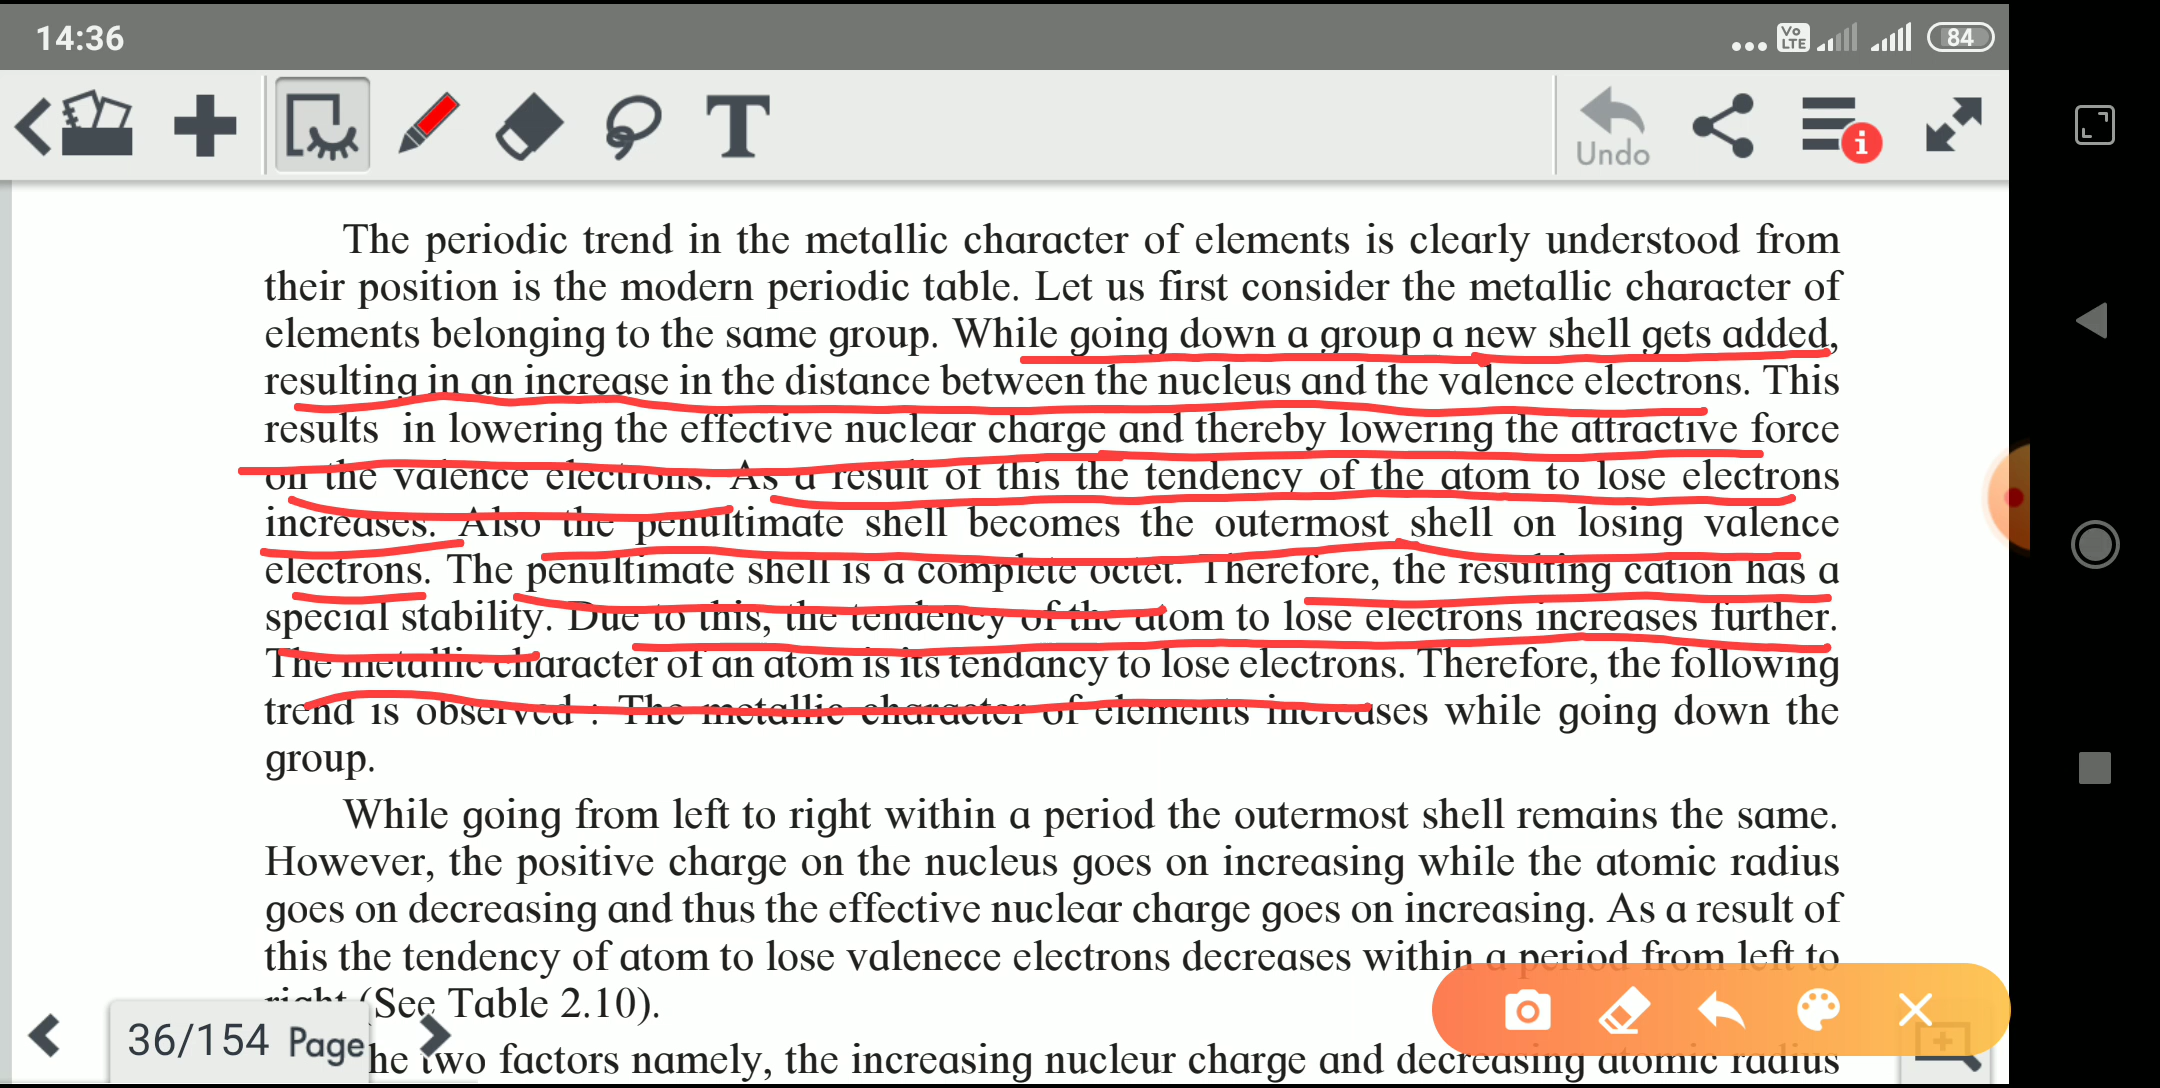 14:36
Vo LTE
84
T
Undo
i
The periodic trend in the metallic character of elements is clearly understood from
their position is the modern periodic table. Let us first consider the metallic character of
elements belonging to the same group. While going down a group a new shell gets added,
resulting in an increase in the distance between the nucleus and the valence electrons. This
results in lowering the effective nuclear charge and thereby lowering the attractive force
on the valence electrons. As a result of this the tendency of the atom to lose electrons
increases. Also the penultimate shell becomes the outermost shell on losing valence
electrons. The penultimate shell is a complete octet. Therefore, the resulting cation has a
special stability. Due to this, the tendency of the atom to lose electrons increases further.
The metallic character of an atom is its tendancy to lose electrons. Therefore, the following
trend is observed : The metallic character of elements increases while going down the
group.
While going from left to right within a period the outermost shell remains the same.
However, the positive charge on the nucleus goes on increasing while the atomic radius
goes on decreasing and thus the effective nuclear charge goes on increasing. As a result of
this the tendency of atom to lose valenece electrons decreases within a period from left to
right (See Table 2.10).
36/154 Page
he two factors namely, the increasing nucleur charge and decreasing atomic radius